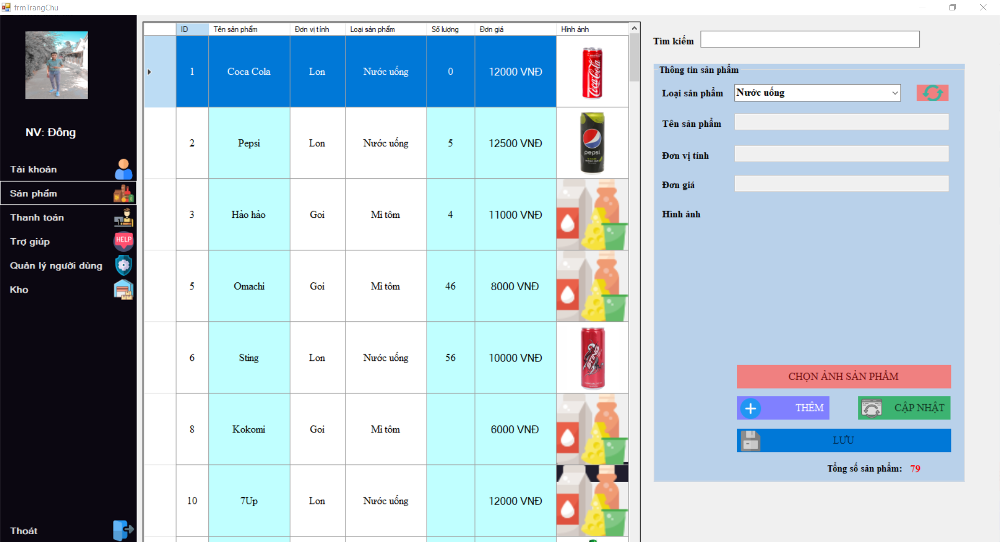 frmTrangChu
NV: Đông
Tài khoản
Sản phẩm
Thanh toán
Trợ giúp
HELP
Quản lý người dùng
Kho
Thoát
ID Tên sản phẩm Đơn vị tính Loại sản phẩm Số lượng Đơn giá Hình ảnh
1 Coca Cola Lon Nước uống 0 12000 VNĐ
Coca-Cola
2 Pepsi Lon Nước uống 5 12500 VNĐ
pepsi
3 Hảo hảo Goi Mì tôm 4 11000 VNĐ
5 Omachi Goi Mì tôm 46 8000 VNĐ
6 Sting Lon Nước uống 56 10000 VNĐ
STING
8 Kokomi Goi Mì tôm 6000 VNĐ
10 7Up Lon Nước uống 12000 VNĐ
Tìm kiếm
Thông tin sản phẩm
Loại sản phẩm Nước uống
Tên sản phẩm
Đơn vị tính
Đơn giá
Hình ảnh
CHỌN ẢNH SẢN PHẨM
THÊM CẬP NHẬT
LƯU
Tổng số sản phẩm: 79